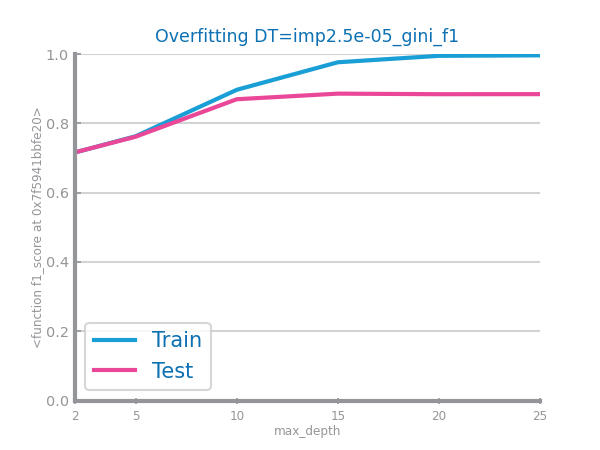 Overfitting DT=imp2.5e-05_gini_f1
<function f1_score at 0x7f5941bbfe20>
1.0
0.8
0.6
0.4
0.2
0.0
Train
Test
2 5 10 15 20 25
max_depth